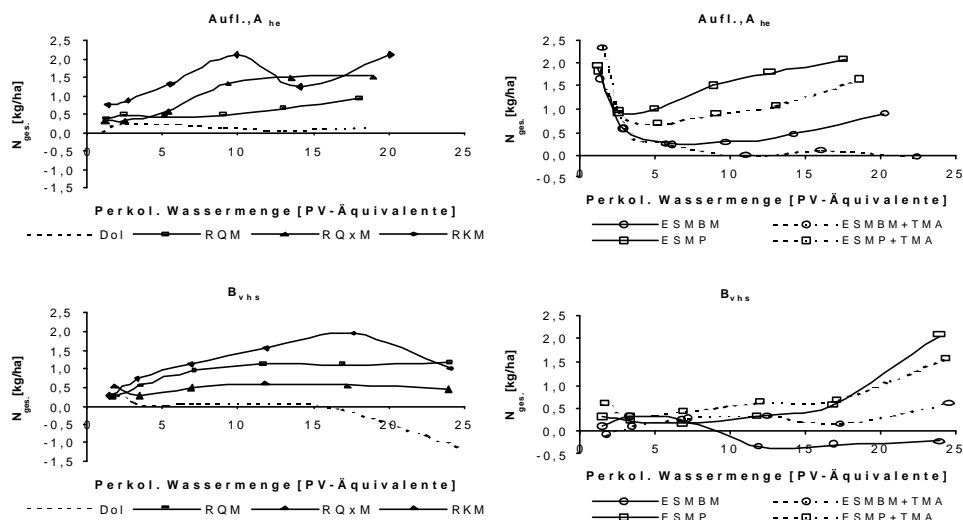 Aufl.,A he
N ges. [kg/ha]
2,5
2,0
1,5
1,0
0,5
0,0
-0,5
-1,0
-1,5
0 5 10 15 20 25
Perkol. Wassermenge [PV-Äquivalente]
Dol RQM RQxM RKM
Aufl.,A he
N ges. [kg/ha]
2,5
2,0
1,5
1,0
0,5
0,0
-0,5
0 5 10 15 20 25
Perkol. Wassermenge [PV-Äquivalente]
ESMBM ESMBM+TMA
ESMP ESMP+TMA
B vhs
N ges. [kg/ha]
2,5
2,0
1,5
1,0
0,5
0,0
-0,5
-1,0
-1,5
0 5 10 15 20 25
Perkol. Wassermenge [PV-Äquivalente]
Dol RQM RQxM RKM
B vhs
N ges. [kg/ha]
2,5
2,0
1,5
1,0
0,5
0,0
-0,5
0 5 10 15 20 25
Perkol. Wassermenge [PV-Äquivalente]
ESMBM ESMBM+TMA
ESMP ESMP+TMA